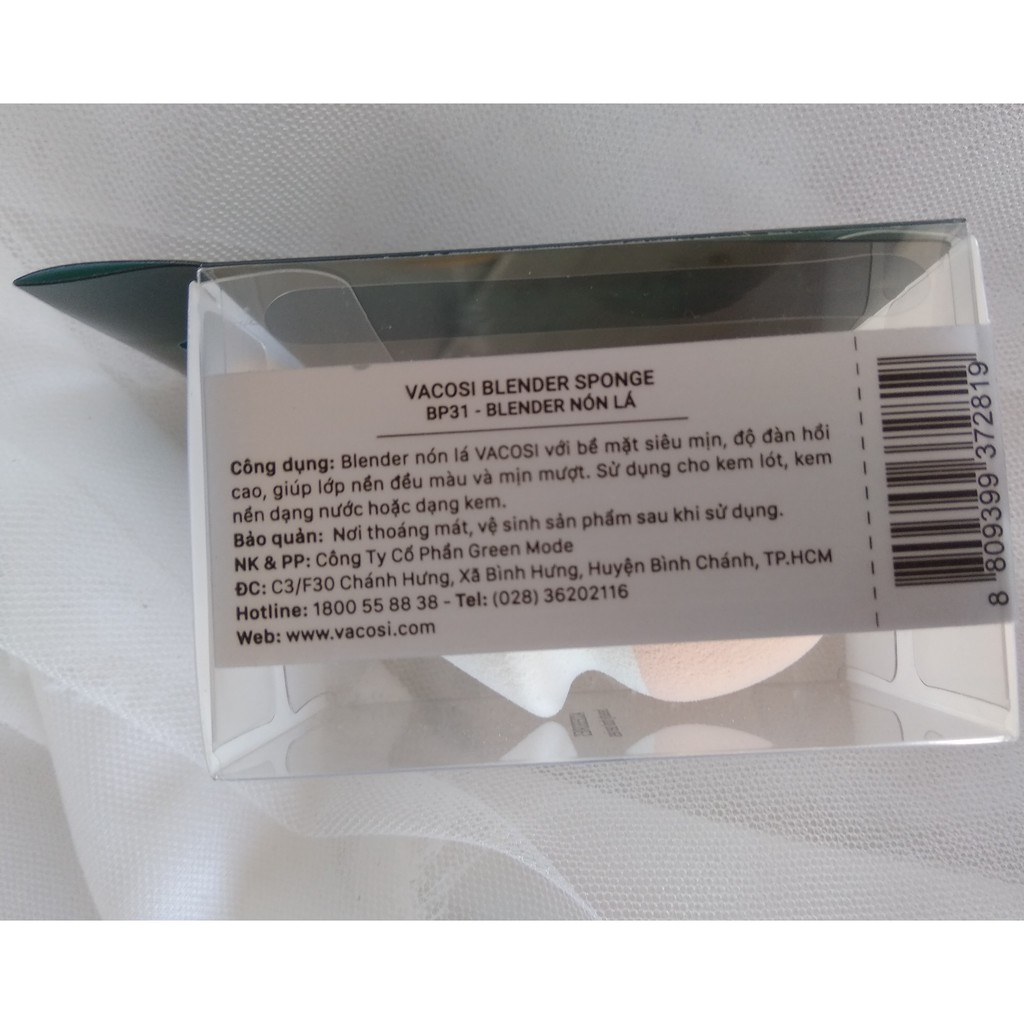 VACOSI BLENDER SPONGE
BP31 - BLENDER NÓN LÁ
Công dụng: Blender nón lá VACOSI với bề mặt siêu mịn, độ đàn hồi
cao, giúp lớp nền đều màu và mịn mượt. Sử dụng cho kem lót, kem
nền dạng nước hoặc dạng kem.
Bảo quản: Nơi thoáng mát, vệ sinh sản phẩm sau khi sử dụng.
NK & PP: Công Ty Cổ Phần Green Mode
ĐC: C3/F30 Chánh Hưng, Xã Bình Hưng, Huyện Bình Chánh, TP.HCM
Hotline: 1800 55 88 38 - Tel: (028) 36202116
Web: www.vacosi.com
8 809399 372819